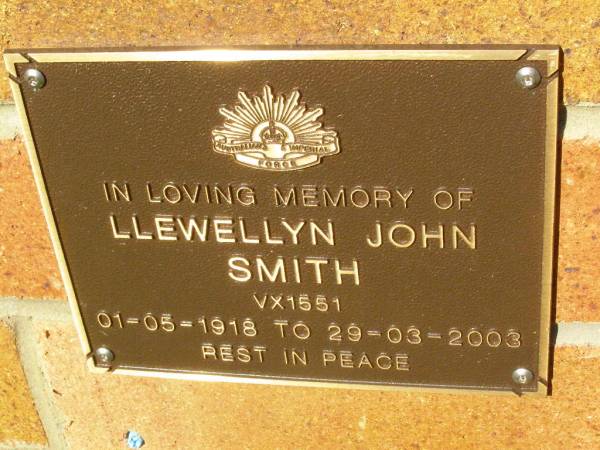 AUSTRALIAN IMPERIAL
FORCE
IN LOVING MEMORY OF
LLEWELLYN JOHN
SMITH
VX1551
01-05-1918 TO 29-03-2003
REST IN PEACE